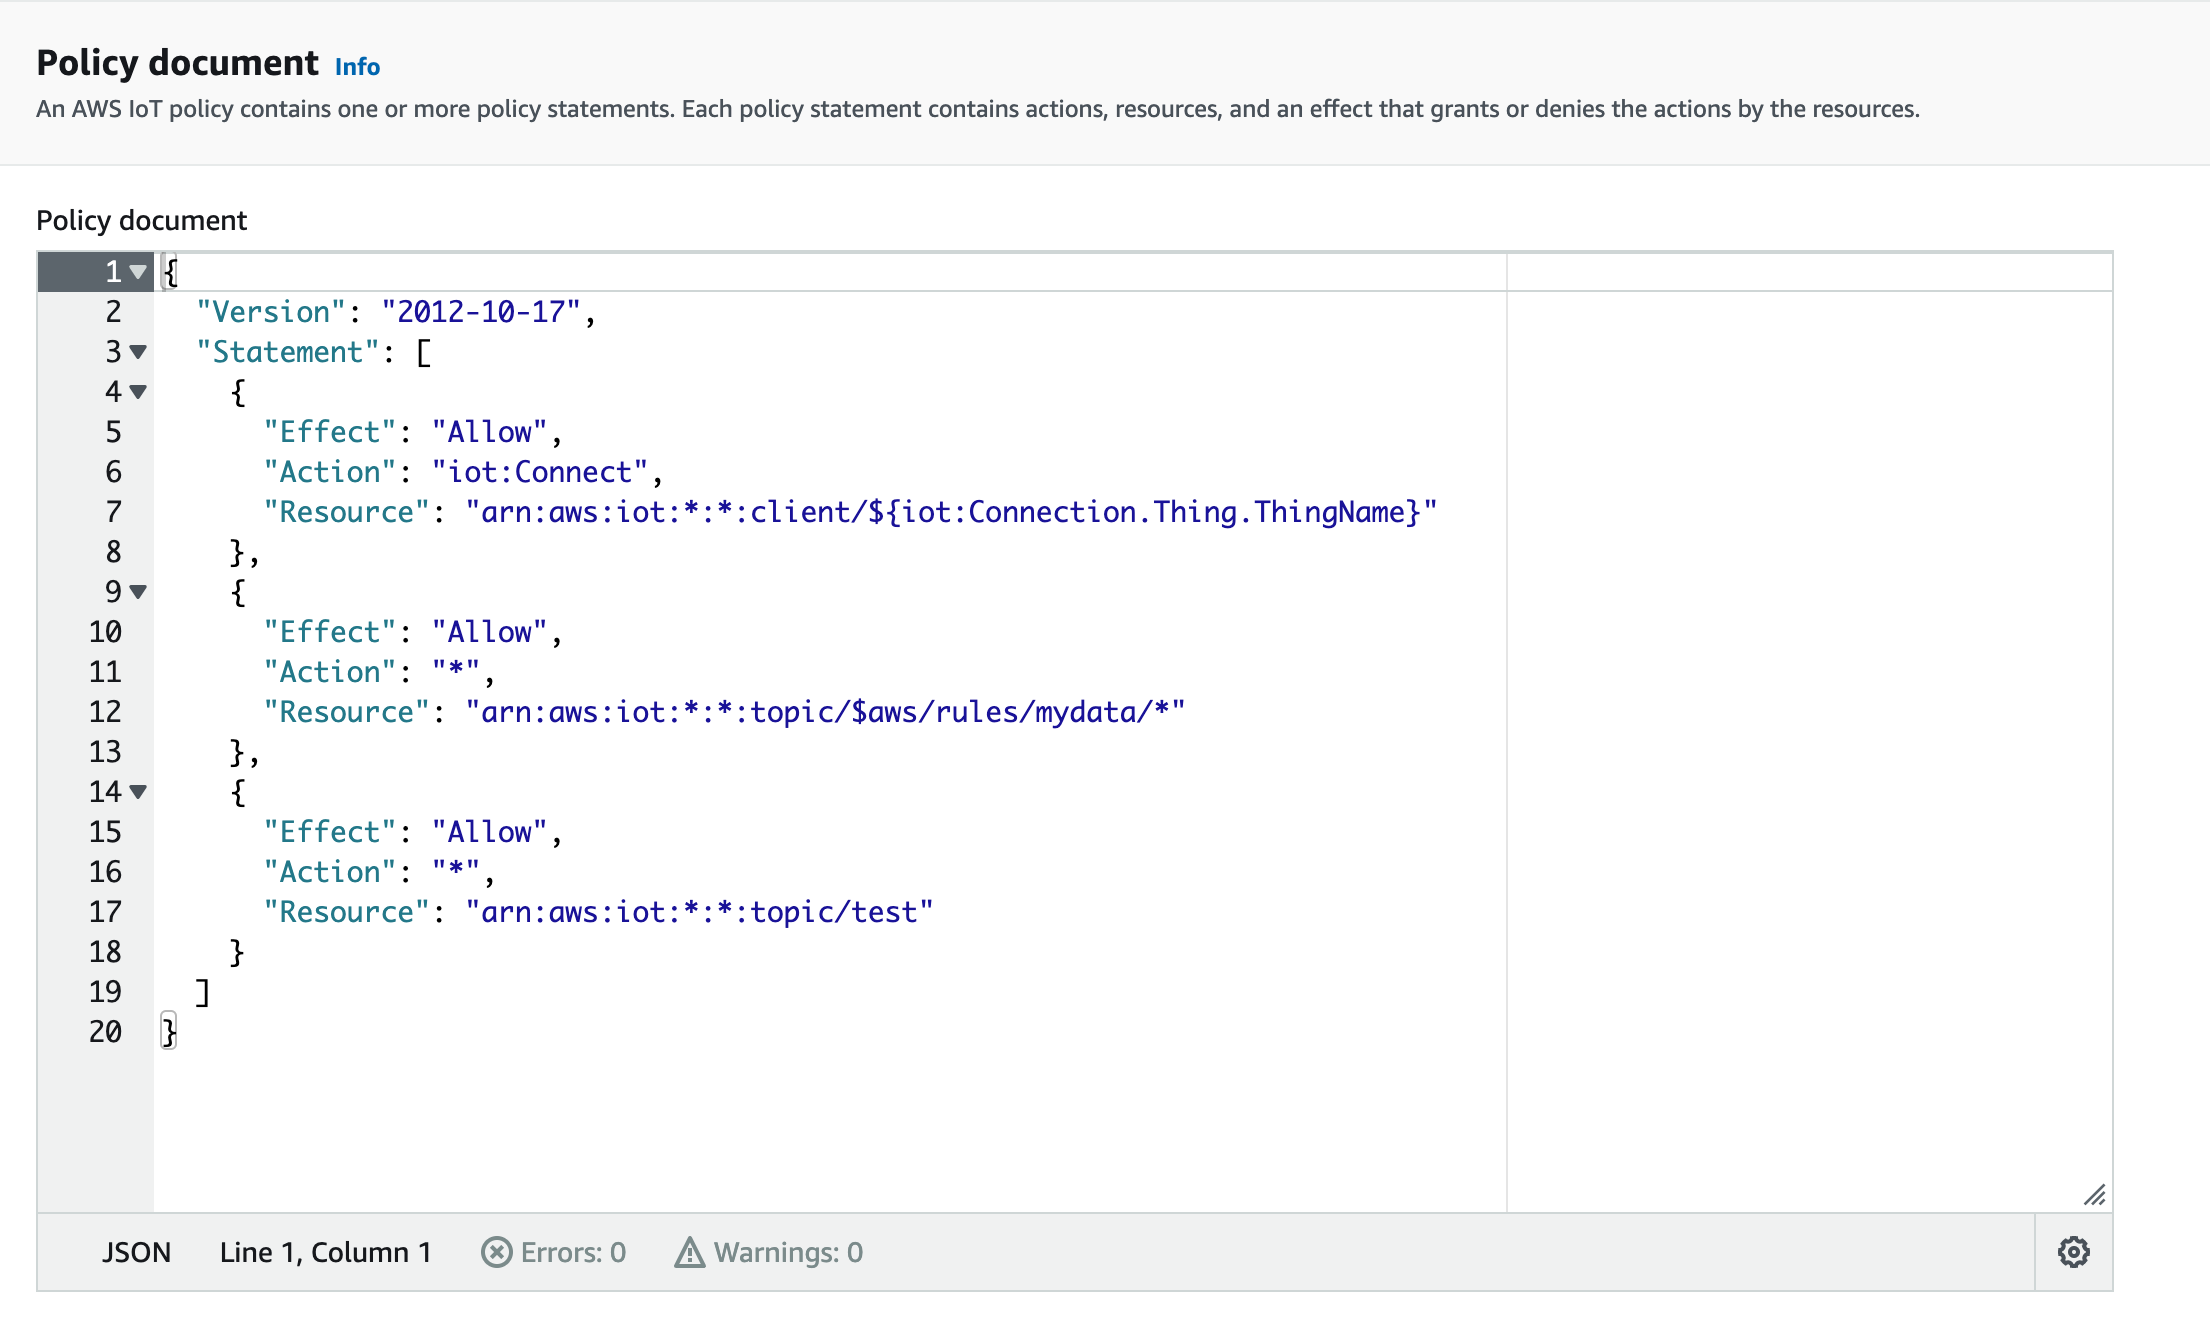 Policy document Info
An AWS IoT policy contains one or more policy statements. Each policy statement contains actions, resources, and an effect that grants or denies the actions by the resources.
Policy document
1 {
2 "Version": "2012-10-17",
3 "Statement": [
4 {
5 "Effect": "Allow",
6 "Action": "iot:Connect",
7 "Resource": "arn:aws:iot:*:*:client/${iot:Connection.Thing.ThingName}"
8 },
9 {
10 "Effect": "Allow",
11 "Action": "*",
12 "Resource": "arn:aws:iot:*:*:topic/$aws/rules/mydata/*"
13 },
14 {
15 "Effect": "Allow",
16 "Action": "*",
17 "Resource": "arn:aws:iot:*:*:topic/test"
18 }
19 ]
20 }
JSON Line 1, Column 1 Errors: 0 Warnings: 0